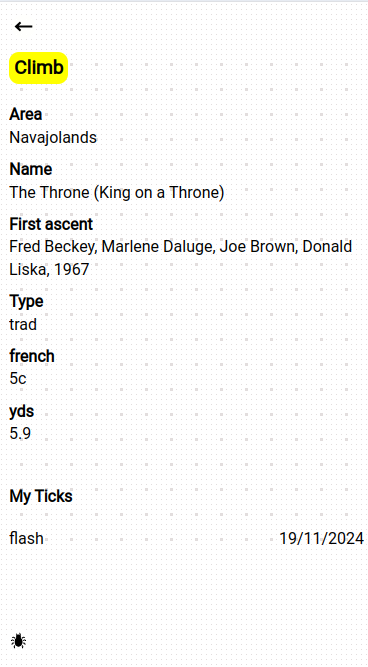 Climb
Area
Navajolands
Name
The Throne (King on a Throne)
First ascent
Fred Beckey, Marlene Daluge, Joe Brown, Donald
Liska, 1967
Type
trad
french
5c
yds
5.9
My Ticks
flash 19/11/2024